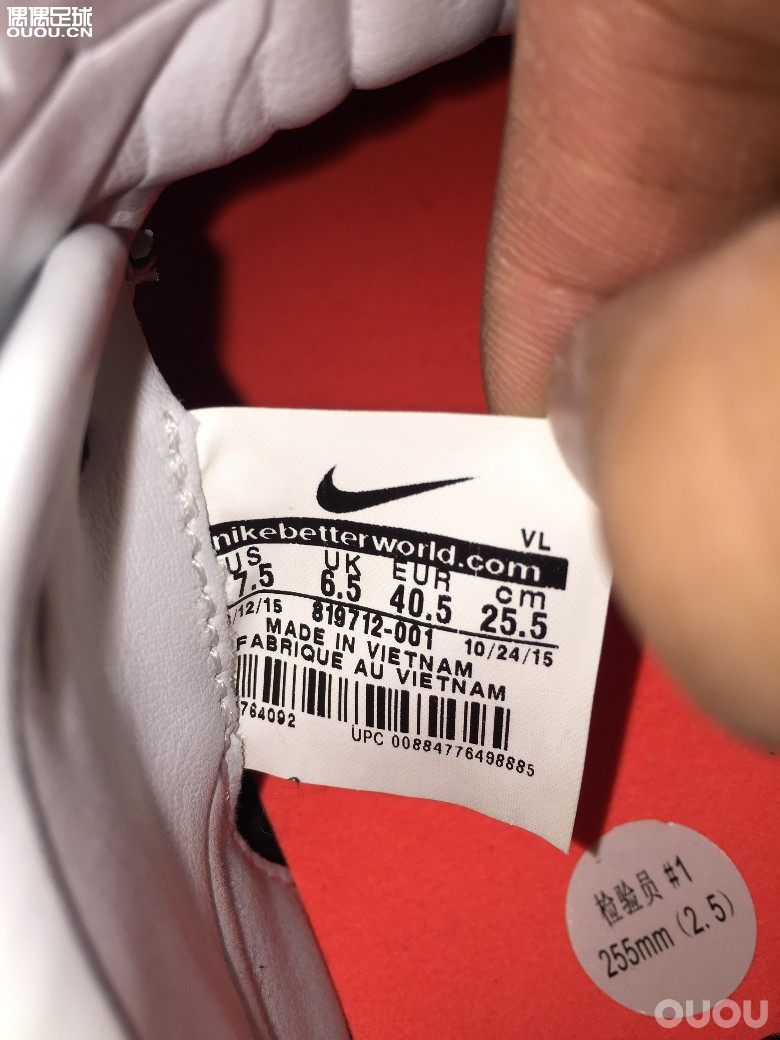 偶偶足球
OUOU.CN
VL
nikebetterworld.com
US UK EUR cm
7.5 6.5 40.5 25.5
/12/15 819712-001 10/24/15
MADE IN VIETNAM
FABRIQUE AU VIETNAM
764092
UPC 00884776498885
检验员 #1
255mm (2.5)
OUOU